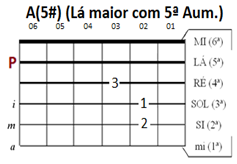 A(5#) (Lá maior com 5ª Aum.)
06 05 04 03 02 01
MI (6ª)
P LÁ (5ª)
3 RÉ (4ª)
i 1 SOL (3ª)
m 2 SI (2ª)
a mi (1ª)